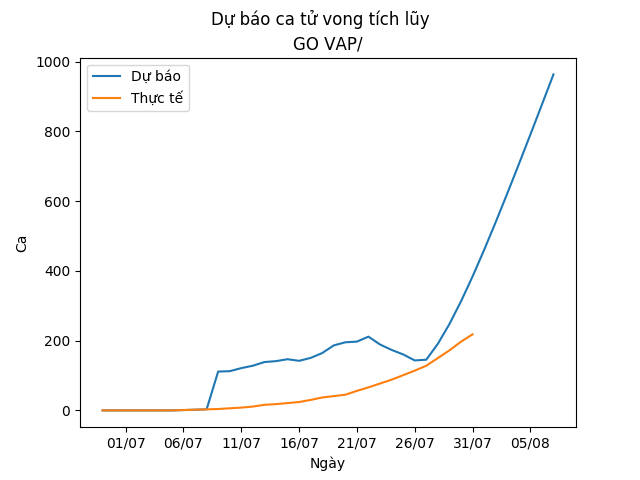 Dự báo ca tử vong tích lũy
GO VAP/
Dự báo
Thực tế
1000
800
600
400
200
0
Ca
01/07
06/07
11/07
16/07
21/07
26/07
31/07
05/08
Ngày